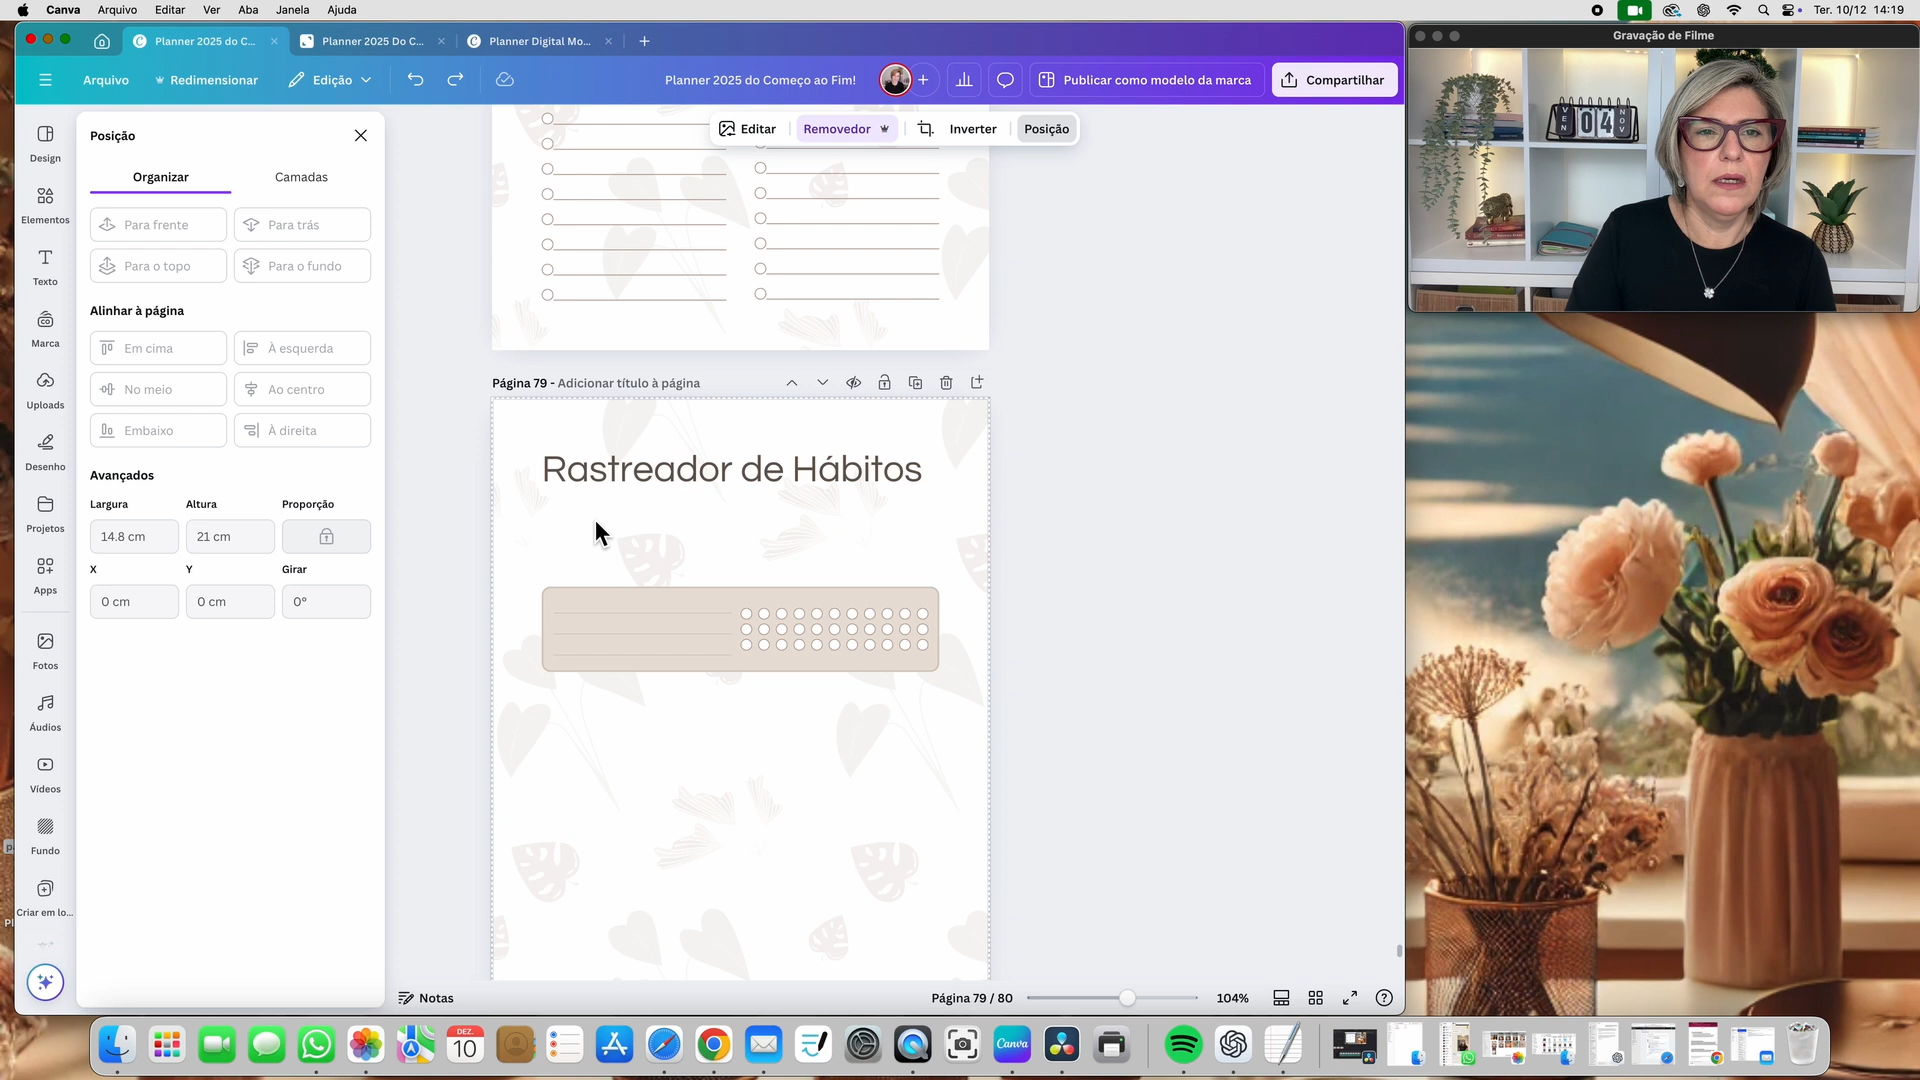 Canva Arquivo Editar Ver Aba Janela Ajuda
Ter. 10/12 14:19
Planner 2025 do C...
Planner 2025 Do C...
Planner Digital Mo...
Gravação de Filme
Arquivo
Redimensionar
Edição
Planner 2025 do Começo ao Fim!
Publicar como modelo da marca
Compartilhar
Editar
Removedor
Inverter
Posição
Design
Elementos
Texto
Marca
Uploads
Desenho
Projetos
Apps
Fotos
Áudios
Vídeos
Fundo
Criar em lo...
Posição
Organizar
Camadas
Para frente
Para trás
Para o topo
Para o fundo
Alinhar à página
Em cima
À esquerda
No meio
Ao centro
Embaixo
À direita
Avançados
Largura
Altura
Proporção
14.8 cm
21 cm
X
Y
Girar
0 cm
0 cm
0°
Página 79 - Adicionar título à página
Rastreador de Hábitos
Notas
Página 79 / 80
104%
VEN
04
NOV
DEZ.
10
Canva